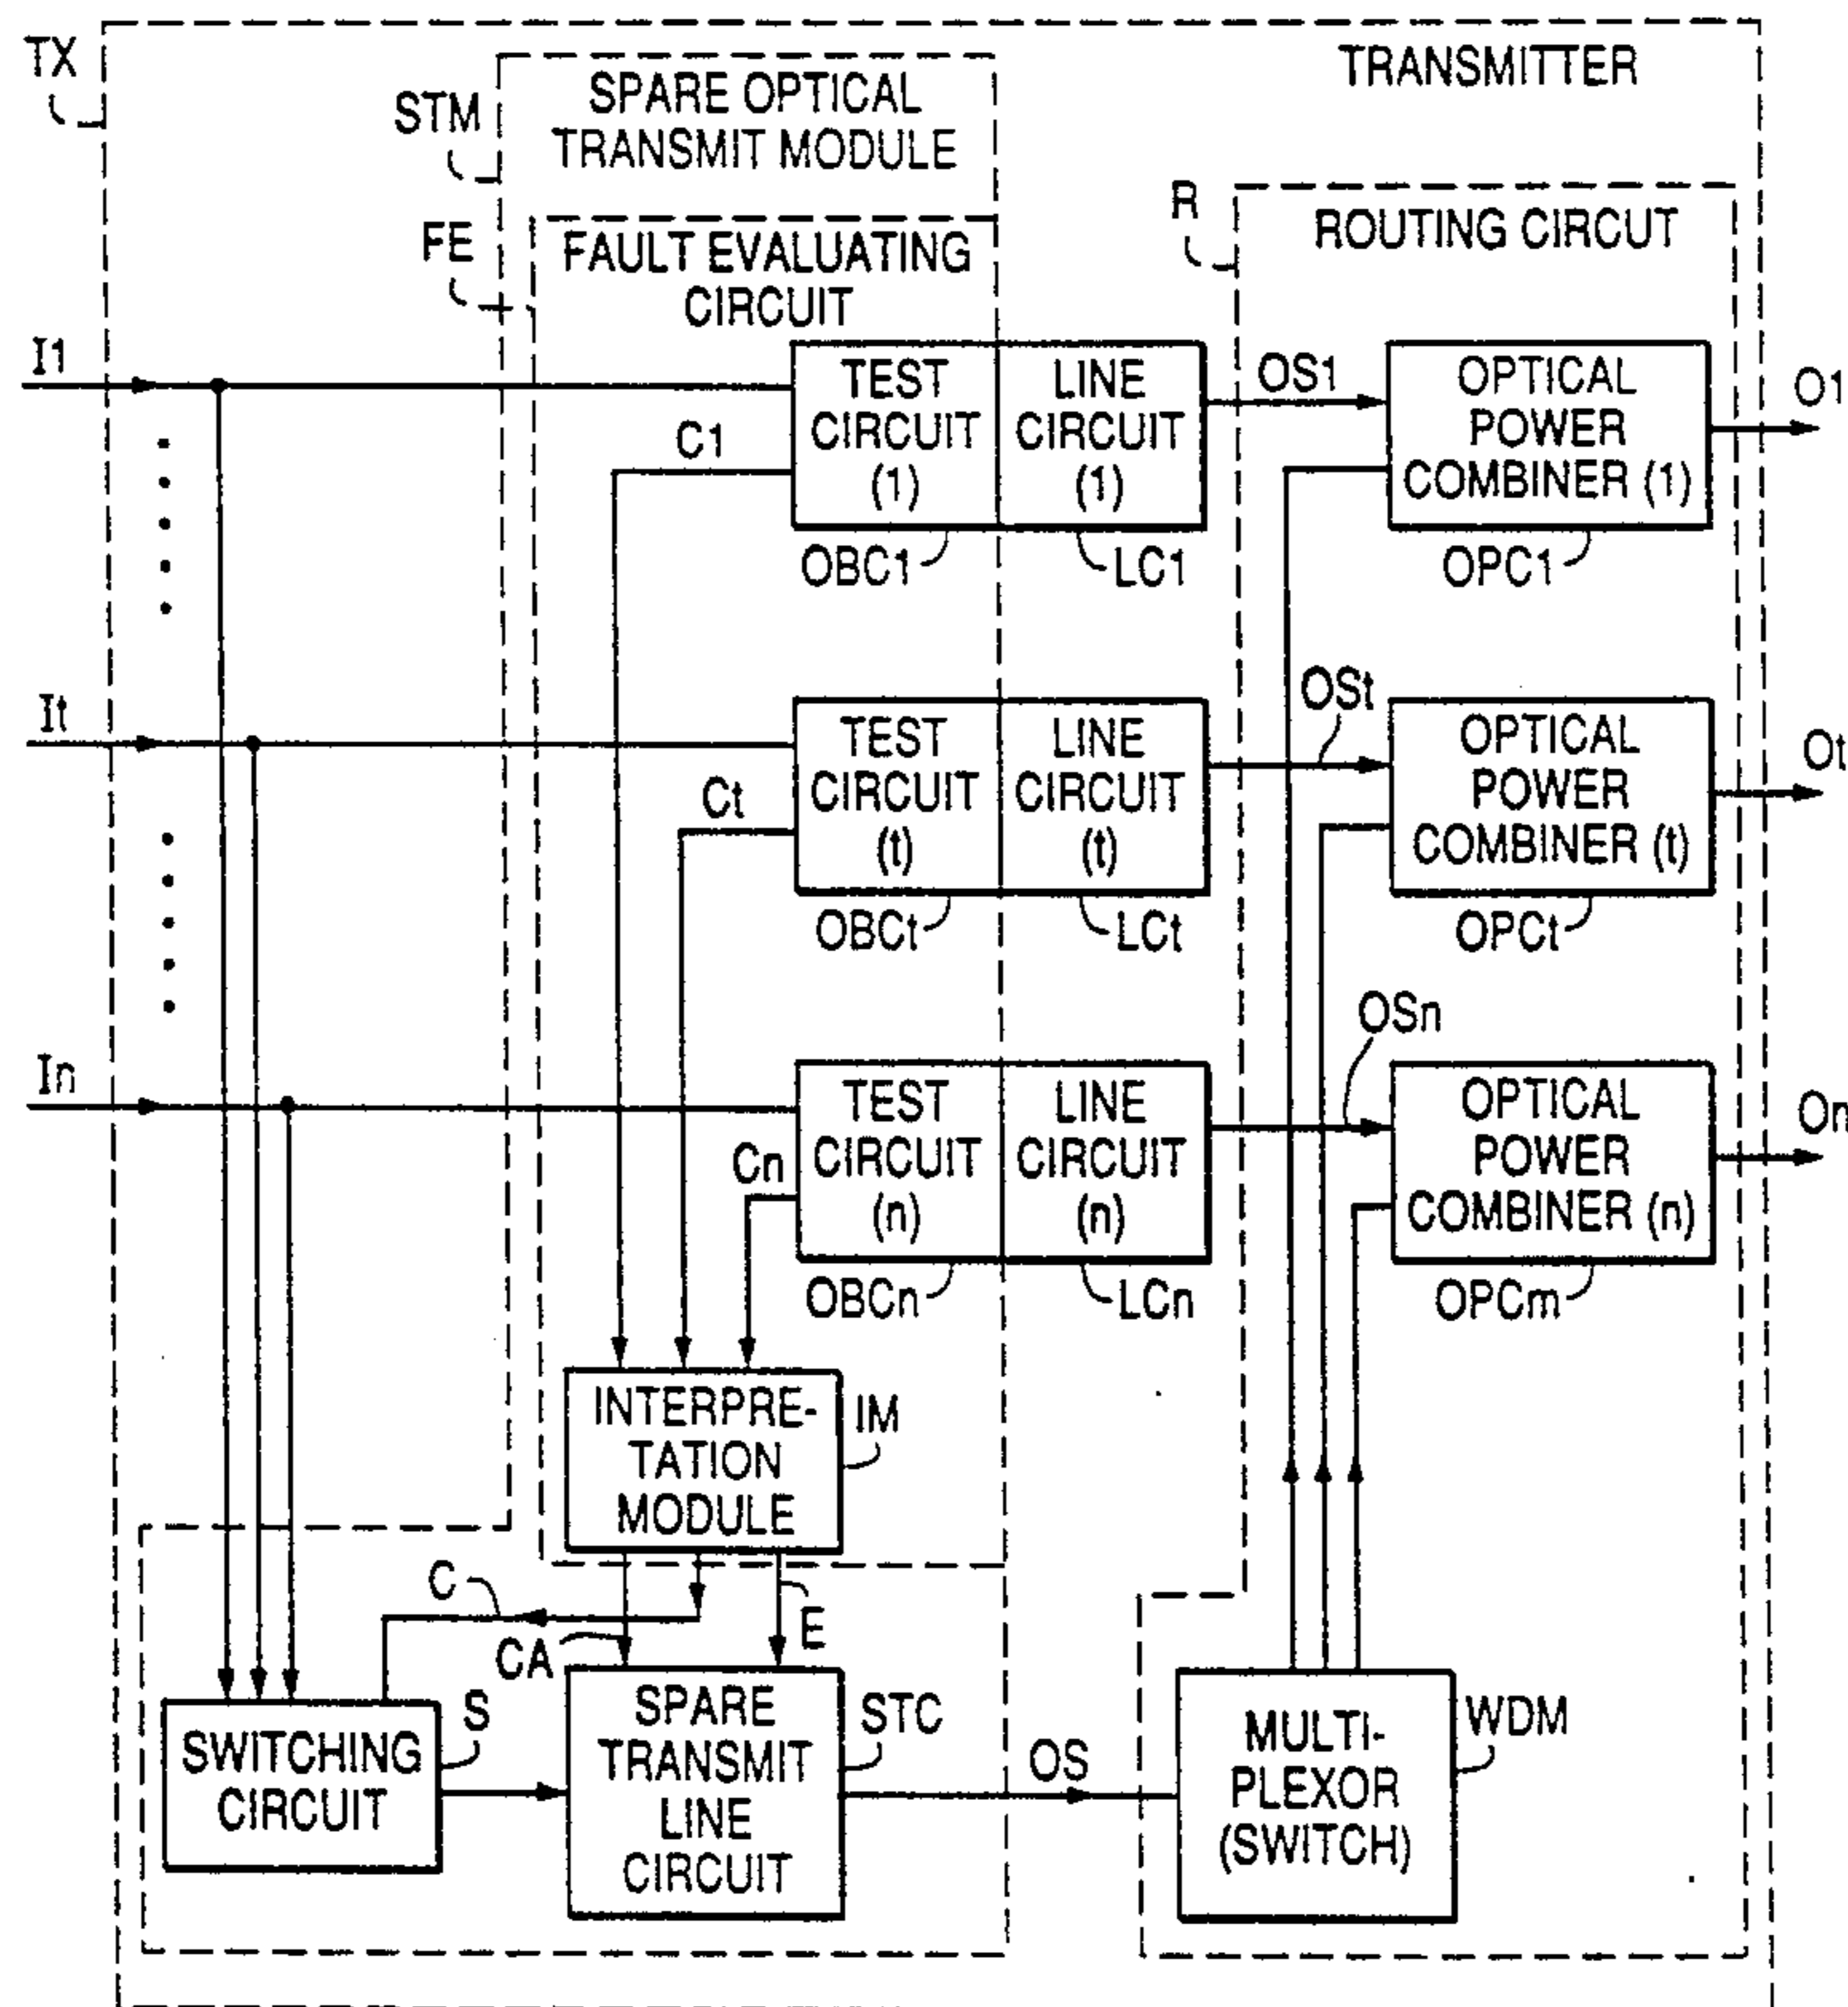 TX
TRANSMITTER
STM
SPARE OPTICAL
TRANSMIT MODULE
R
ROUTING CIRCUT
FE
FAULT EVALUATING
CIRCUIT
I1
C1
TEST
CIRCUIT
(1)
LINE
CIRCUIT
(1)
OS1
OPTICAL
POWER
COMBINER (1)
O1
OBC1
LC1
OPC1
It
Ct
TEST
CIRCUIT
(t)
LINE
CIRCUIT
(t)
OSt
OPTICAL
POWER
COMBINER (t)
Ot
OBCt
LCt
OPCt
In
Cn
TEST
CIRCUIT
(n)
LINE
CIRCUIT
(n)
OSn
OPTICAL
POWER
COMBINER (n)
On
OBCn
LCn
OPCm
INTERPRE-
TATION
MODULE
IM
C
CA
E
SWITCHING
CIRCUIT
S
SPARE
TRANSMIT
LINE
CIRCUIT
STC
OS
MULTI-
PLEXOR
(SWITCH)
WDM